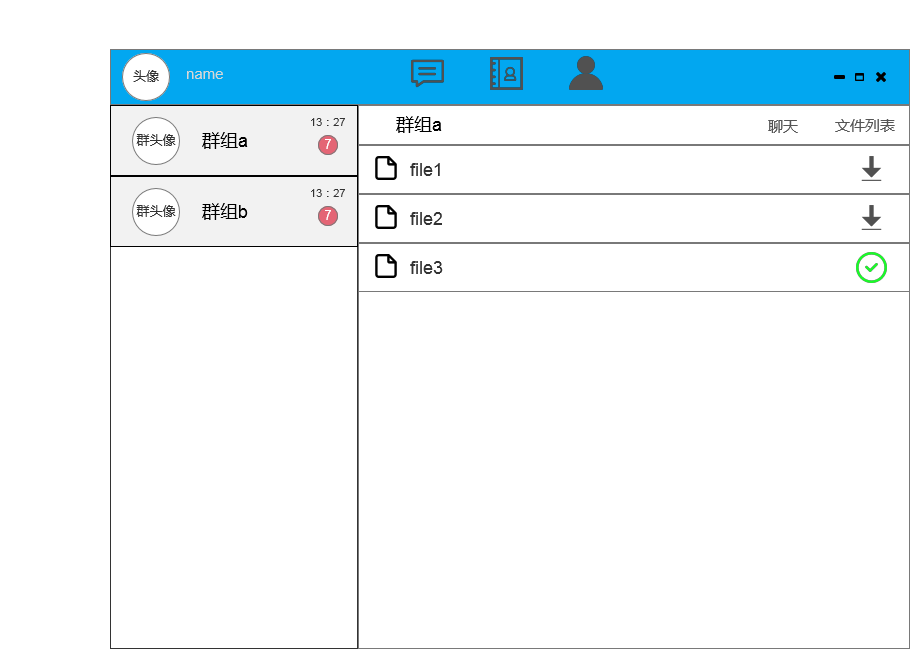 头像
name
群头像
群组a
13 : 27
7
群头像
群组b
13 : 27
7
群组a
聊天
文件列表
file1
file2
file3